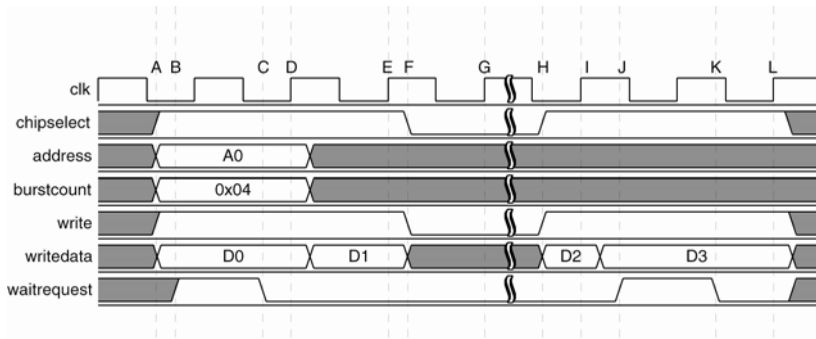 A B C D E F G H I J K L
clk
chipselect
address A0
burstcount 0x04
write
writedata D0 D1 D2 D3
waitrequest